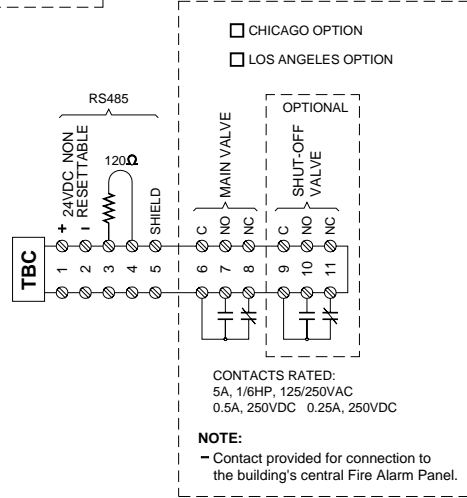 CHICAGO OPTION
LOS ANGELES OPTION
RS485
OPTIONAL
+ 24VDC NON
- RESETTABLE
120Ω
SHIELD
MAIN VALVE
C NO NC
SHUT-OFF
VALVE
C NO NC
TBC
1 2 3 4 5 6 7 8 9 10 11
CONTACTS RATED:
5A, 1/6HP, 125/250VAC
0.5A, 250VDC 0.25A, 250VDC
NOTE:
- Contact provided for connection to
the building's central Fire Alarm Panel.